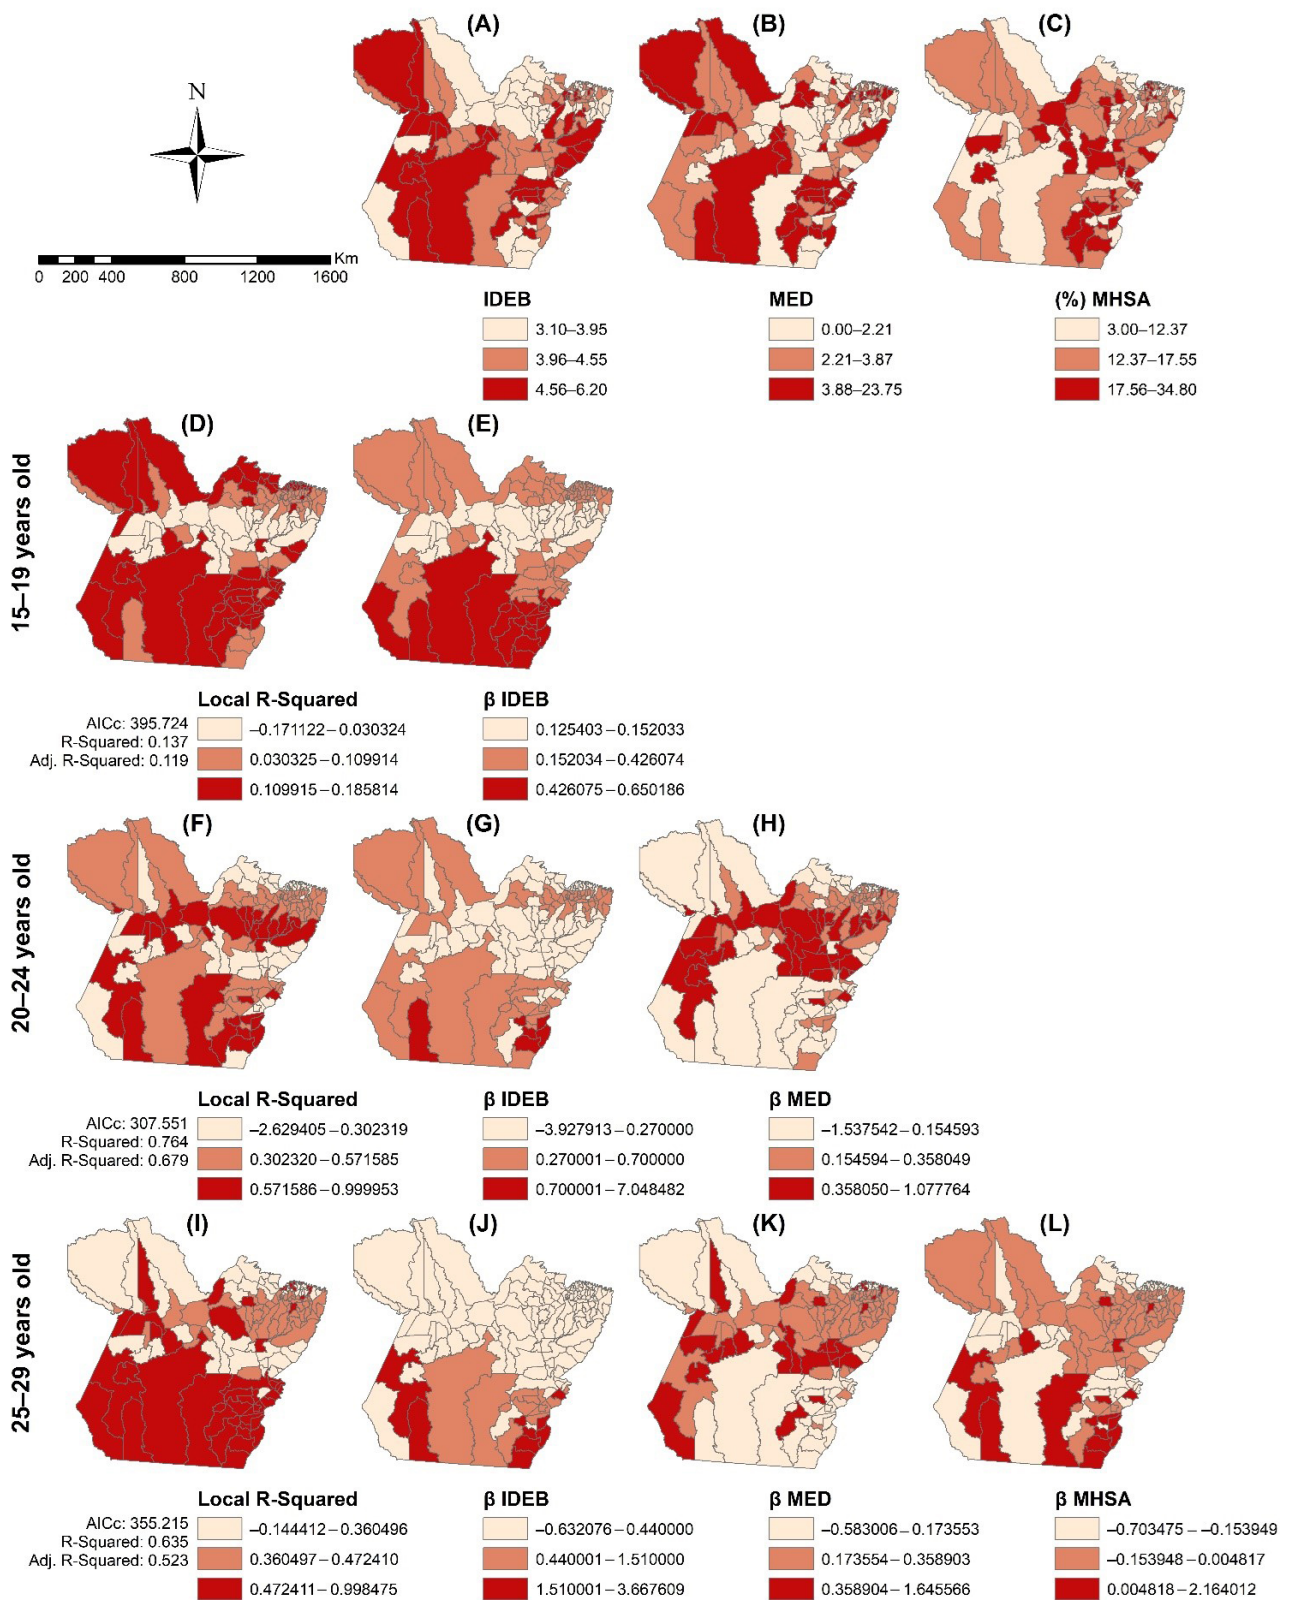 (A)
(B)
(C)
N
Km
0 200 400 800 1200 1600
IDEB
3.10–3.95
3.96–4.55
4.56–6.20
MED
0.00–2.21
2.21–3.87
3.88–23.75
(%) MHSA
3.00–12.37
12.37–17.55
17.56–34.80
15–19 years old
(D)
(E)
AICc: 395.724
R-Squared: 0.137
Adj. R-Squared: 0.119
Local R-Squared
–0.171122–0.030324
0.030325–0.109914
0.109915–0.185814
β IDEB
0.125403–0.152033
0.152034–0.426074
0.426075–0.650186
20–24 years old
(F)
(G)
(H)
AICc: 307.551
R-Squared: 0.764
Adj. R-Squared: 0.679
Local R-Squared
–2.629405–0.302319
0.302320–0.571585
0.571586–0.999953
β IDEB
–3.927913–0.270000
0.270001–0.700000
0.700001–7.048482
β MED
–1.537542–0.154593
0.154594–0.358049
0.358050–1.077764
25–29 years old
(I)
(J)
(K)
(L)
AICc: 355.215
R-Squared: 0.635
Adj. R-Squared: 0.523
Local R-Squared
–0.144412–0.360496
0.360497–0.472410
0.472411–0.998475
β IDEB
–0.632076–0.440000
0.440001–1.510000
1.510001–3.667609
β MED
–0.583006–0.173553
0.173554–0.358903
0.358904–1.645566
β MHSA
–0.703475– –0.153949
–0.153948–0.004817
0.004818–2.164012